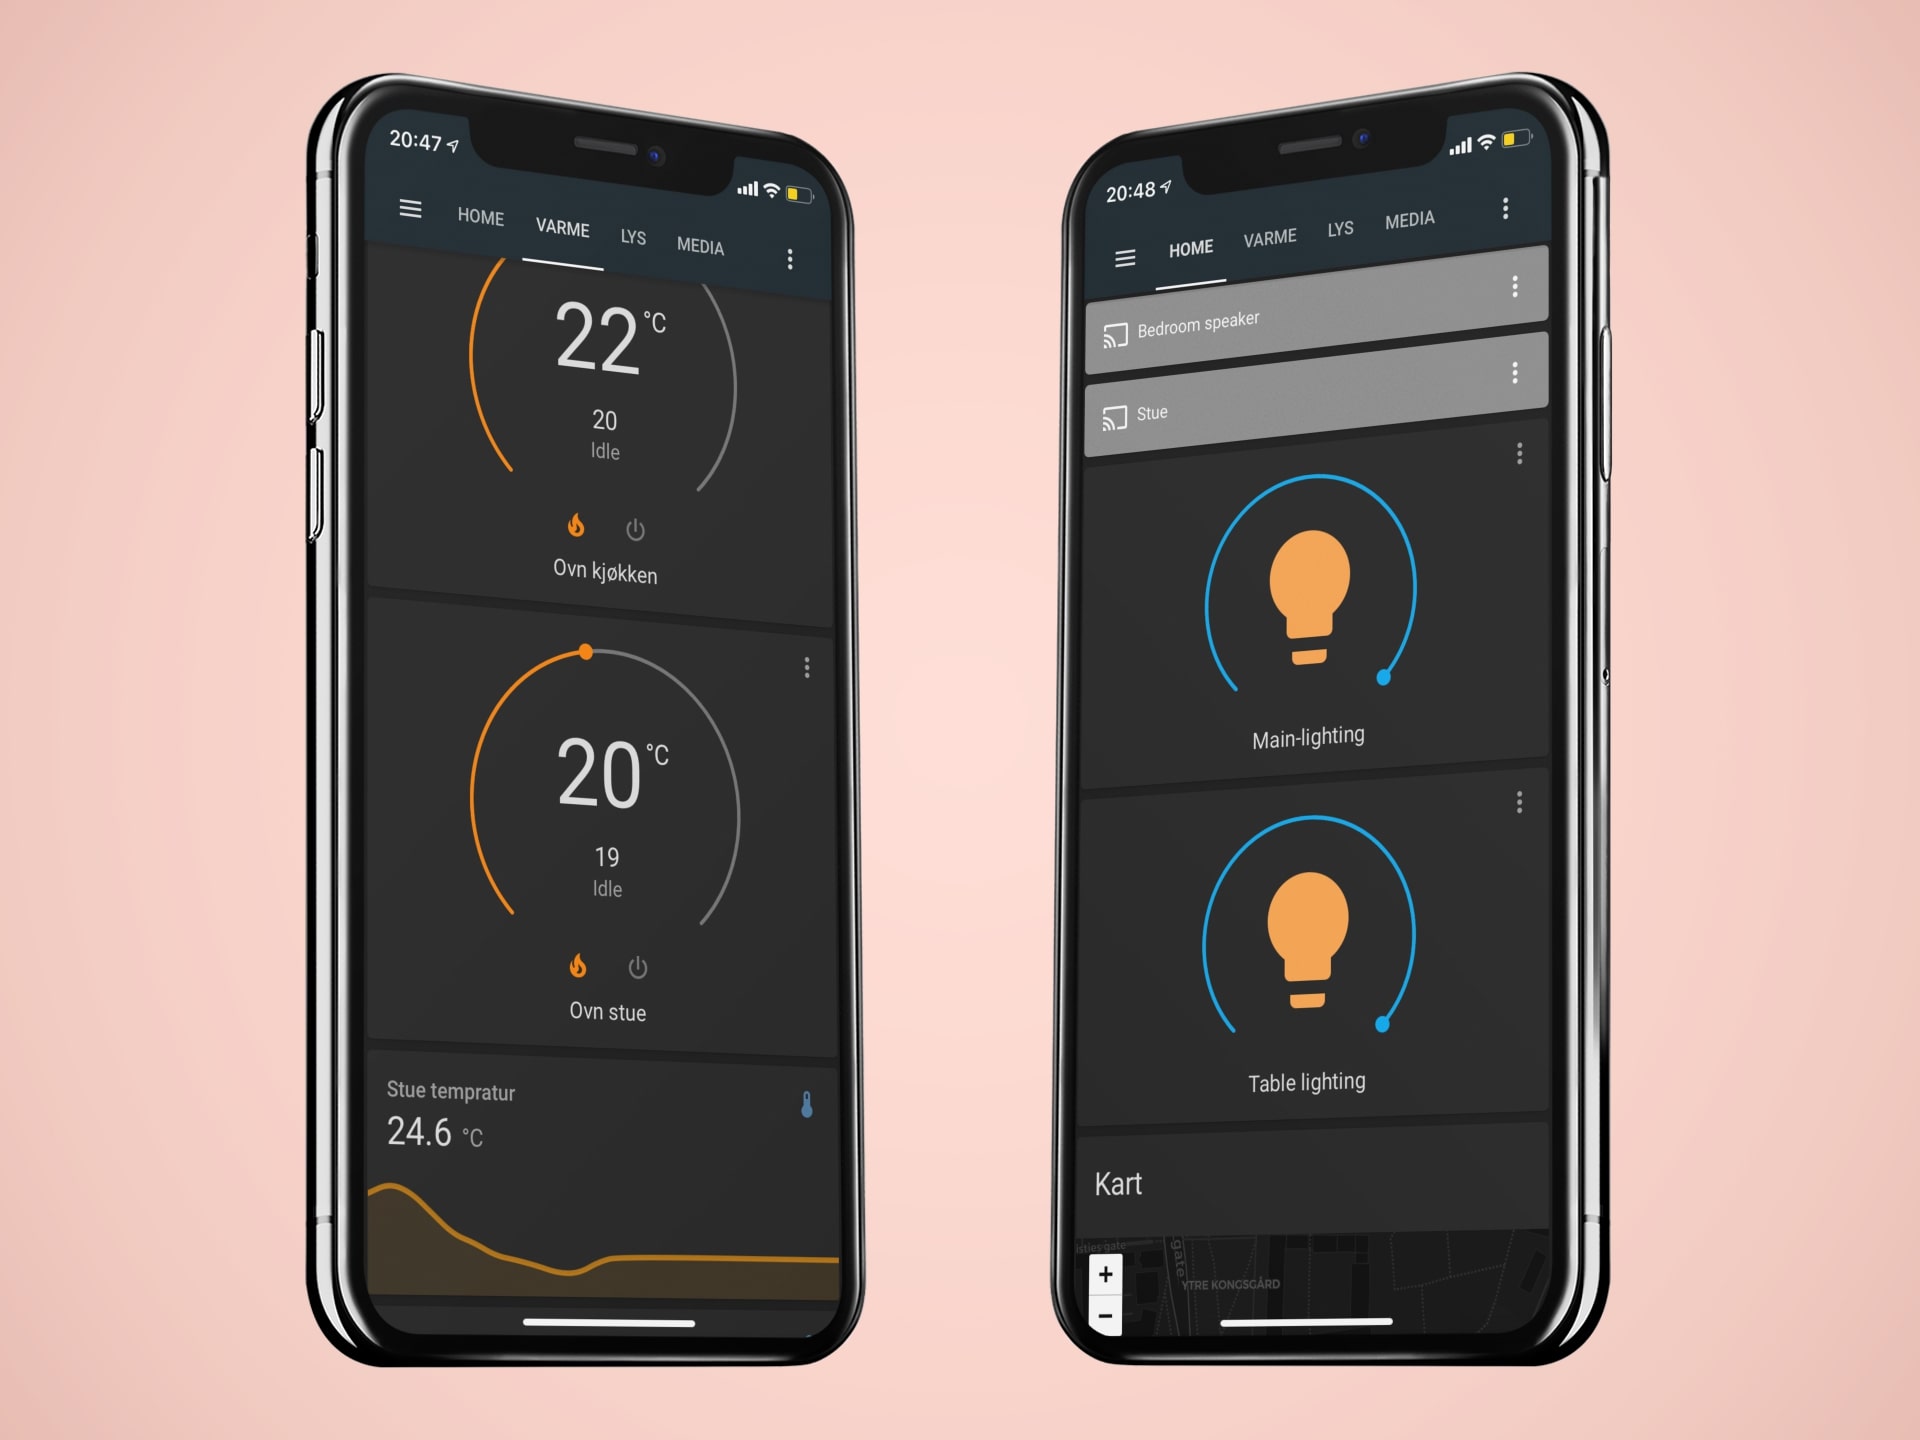 20:47
HOME VARME LYS MEDIA
22 °C
20
Idle
Ovn kjøkken
20 °C
19
Idle
Ovn stue
Stue tempratur
24.6 °C
20:48
HOME VARME LYS MEDIA
Bedroom speaker
Stue
Main-lighting
Table lighting
Kart
gate
gate
YTRE KONGSGÅRD
+
−